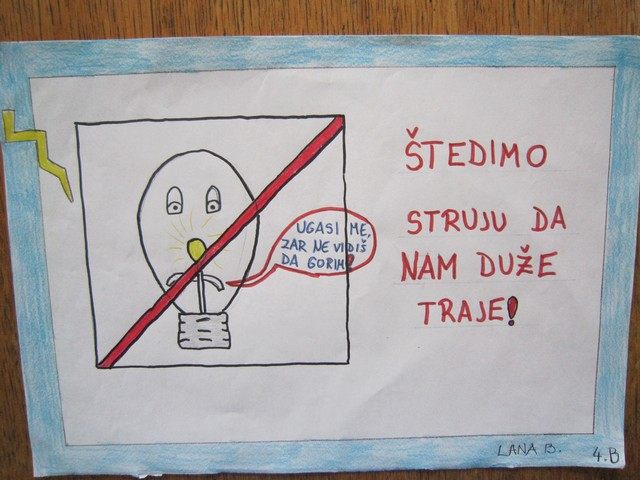 UGASI ME,
ZAR NE VIDIŠ
DA GORIM?
ŠTEDIMO
STRUJU DA
NAM DUŽE
TRAJE!
LANA B.
4.B